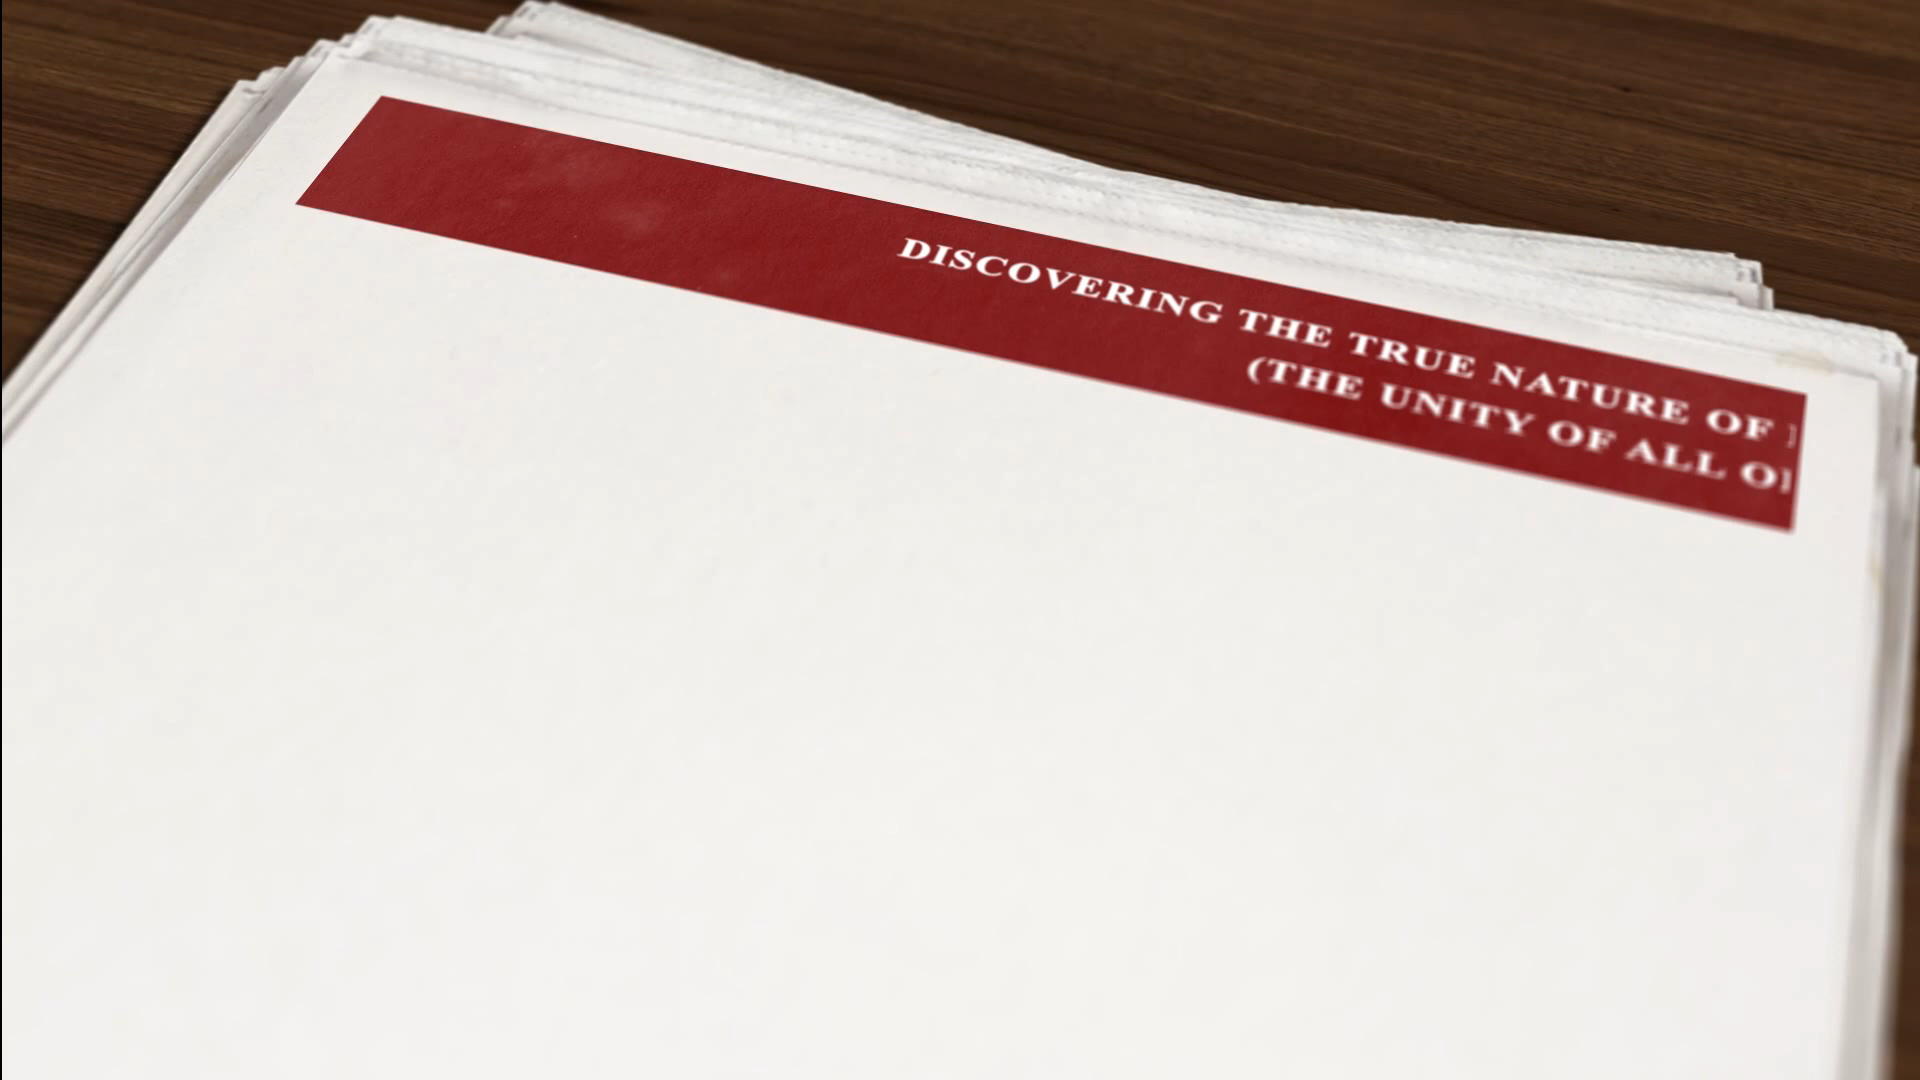 DISCOVERING THE TRUE NATURE OF
(THE UNITY OF ALL